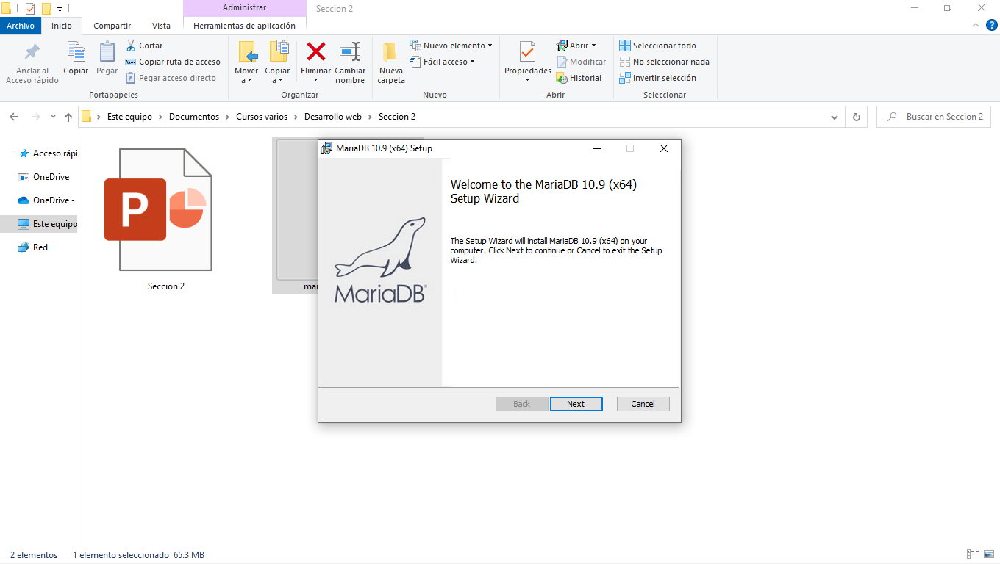 Administrar
Seccion 2
Archivo
Inicio
Compartir
Vista
Herramientas de aplicación
Anclar al
Acceso rápido
Copiar
Pegar
Cortar
Copiar ruta de acceso
Pegar acceso directo
Portapapeles
Mover
a
Copiar
a
Eliminar
Cambiar
nombre
Organizar
Nueva
carpeta
Nuevo elemento
Fácil acceso
Nuevo
Propiedades
Abrir
Modificar
Historial
Abrir
Seleccionar todo
No seleccionar nada
Invertir selección
Seleccionar
Este equipo
Documentos
Cursos varios
Desarrollo web
Seccion 2
Buscar en Seccion 2
Acceso rápi
OneDrive
OneDrive -
Este equipo
Red
P
Seccion 2
mar
MariaDB 10.9 (x64) Setup
MariaDB
Welcome to the MariaDB 10.9 (x64)
Setup Wizard
The Setup Wizard will install MariaDB 10.9 (x64) on your
computer. Click Next to continue or Cancel to exit the Setup
Wizard.
Back
Next
Cancel
2 elementos
1 elemento seleccionado 65.3 MB